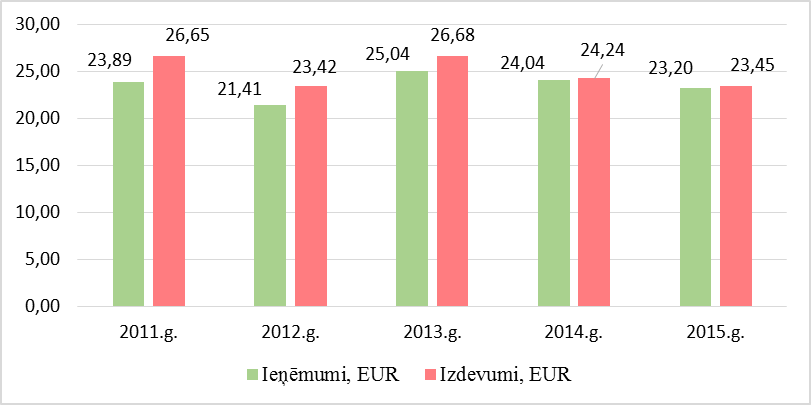 30,00
25,00
20,00
15,00
10,00
5,00
0,00
23,89
26,65
21,41
23,42
25,04
26,68
24,04
24,24
23,20
23,45
2011.g.
2012.g.
2013.g.
2014.g.
2015.g.
Ieņēmumi, EUR
Izdevumi, EUR